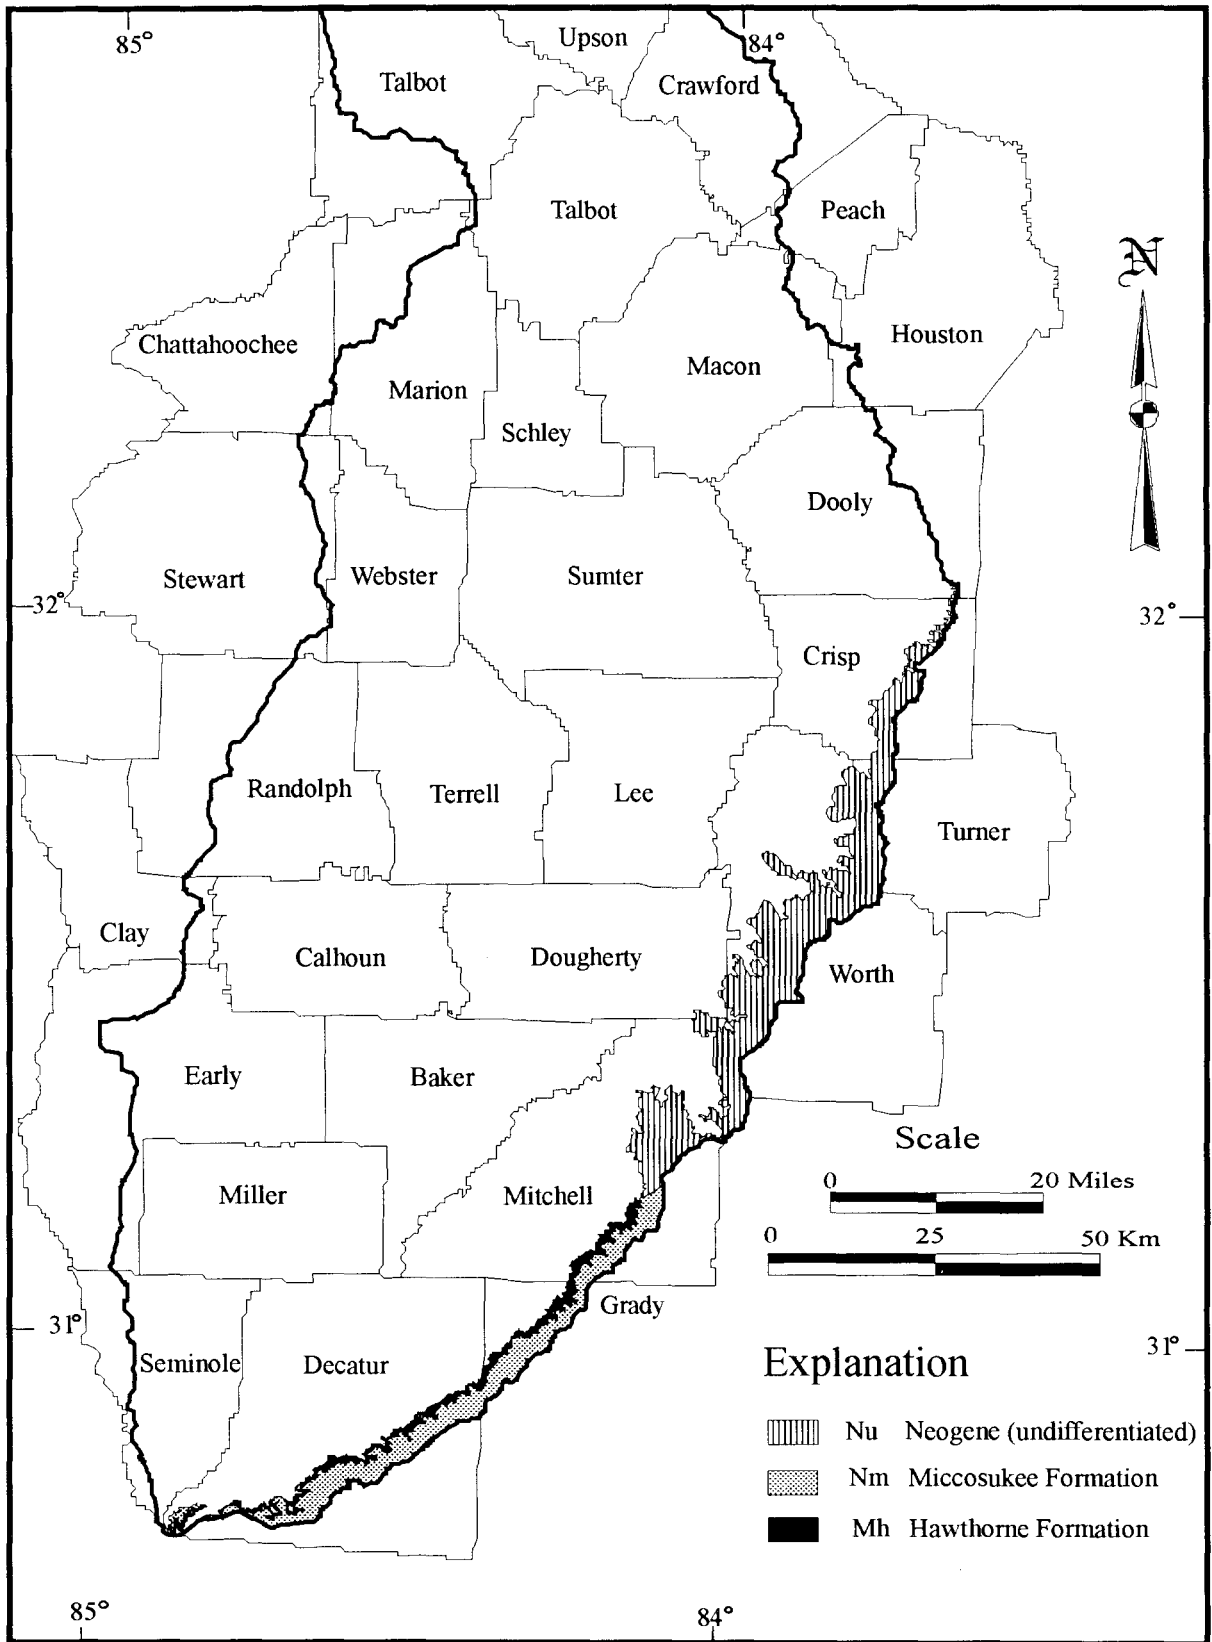 85°
Upson
84°
Talbot
Crawford
Talbot
Peach
N
Chattahoochee
Houston
Marion
Macon
Schley
Dooly
Stewart
Webster
Sumter
32°
32°
Crisp
Randolph
Terrell
Lee
Turner
Clay
Calhoun
Dougherty
Worth
Early
Baker
Scale
0 20 Miles
Miller
Mitchell
0 25 50 Km
Grady
31°
31°
Seminole
Decatur
Explanation
Nu Neogene (undifferentiated)
Nm Miccosukee Formation
Mh Hawthorne Formation
85°
84°